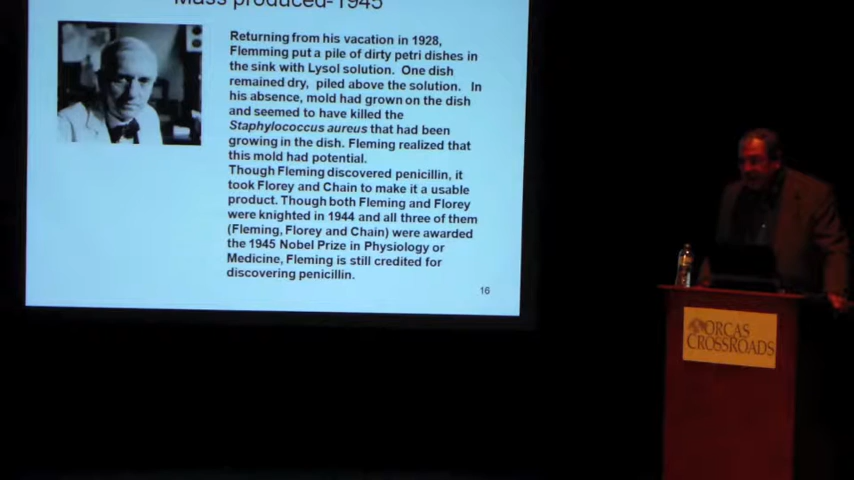 Mass produced-1945
Returning from his vacation in 1928,
Flemming put a pile of dirty petri dishes in
the sink with Lysol solution.  One dish
remained dry,  piled above the solution.  In
his absence, mold had grown on the dish
and seemed to have killed the
Staphylococcus aureus that had been
growing in the dish. Fleming realized that
this mold had potential.
Though Fleming discovered penicillin, it
took Florey and Chain to make it a usable
product. Though both Fleming and Florey
were knighted in 1944 and all three of them
(Fleming, Florey and Chain) were awarded
the 1945 Nobel Prize in Physiology or
Medicine, Fleming is still credited for
discovering penicillin.
16
ORCAS
CROSSROADS